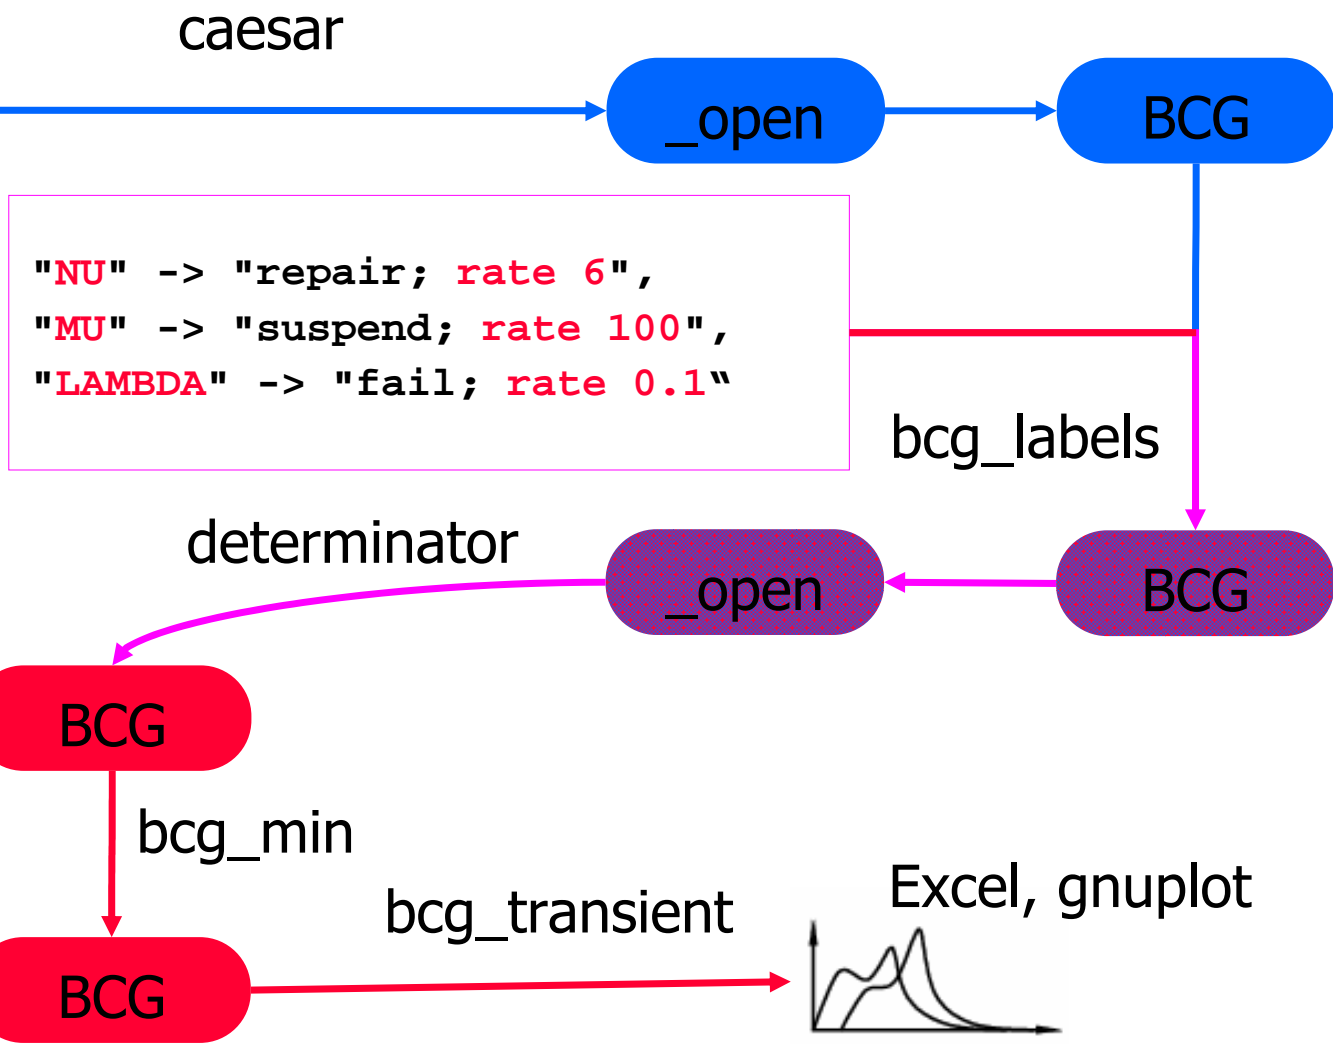 caesar
_open
BCG
"NU" -> "repair; rate 6",
"MU" -> "suspend; rate 100",
"LAMBDA" -> "fail; rate 0.1“
bcg_labels
determinator
_open
BCG
BCG
bcg_min
Excel, gnuplot
bcg_transient
BCG